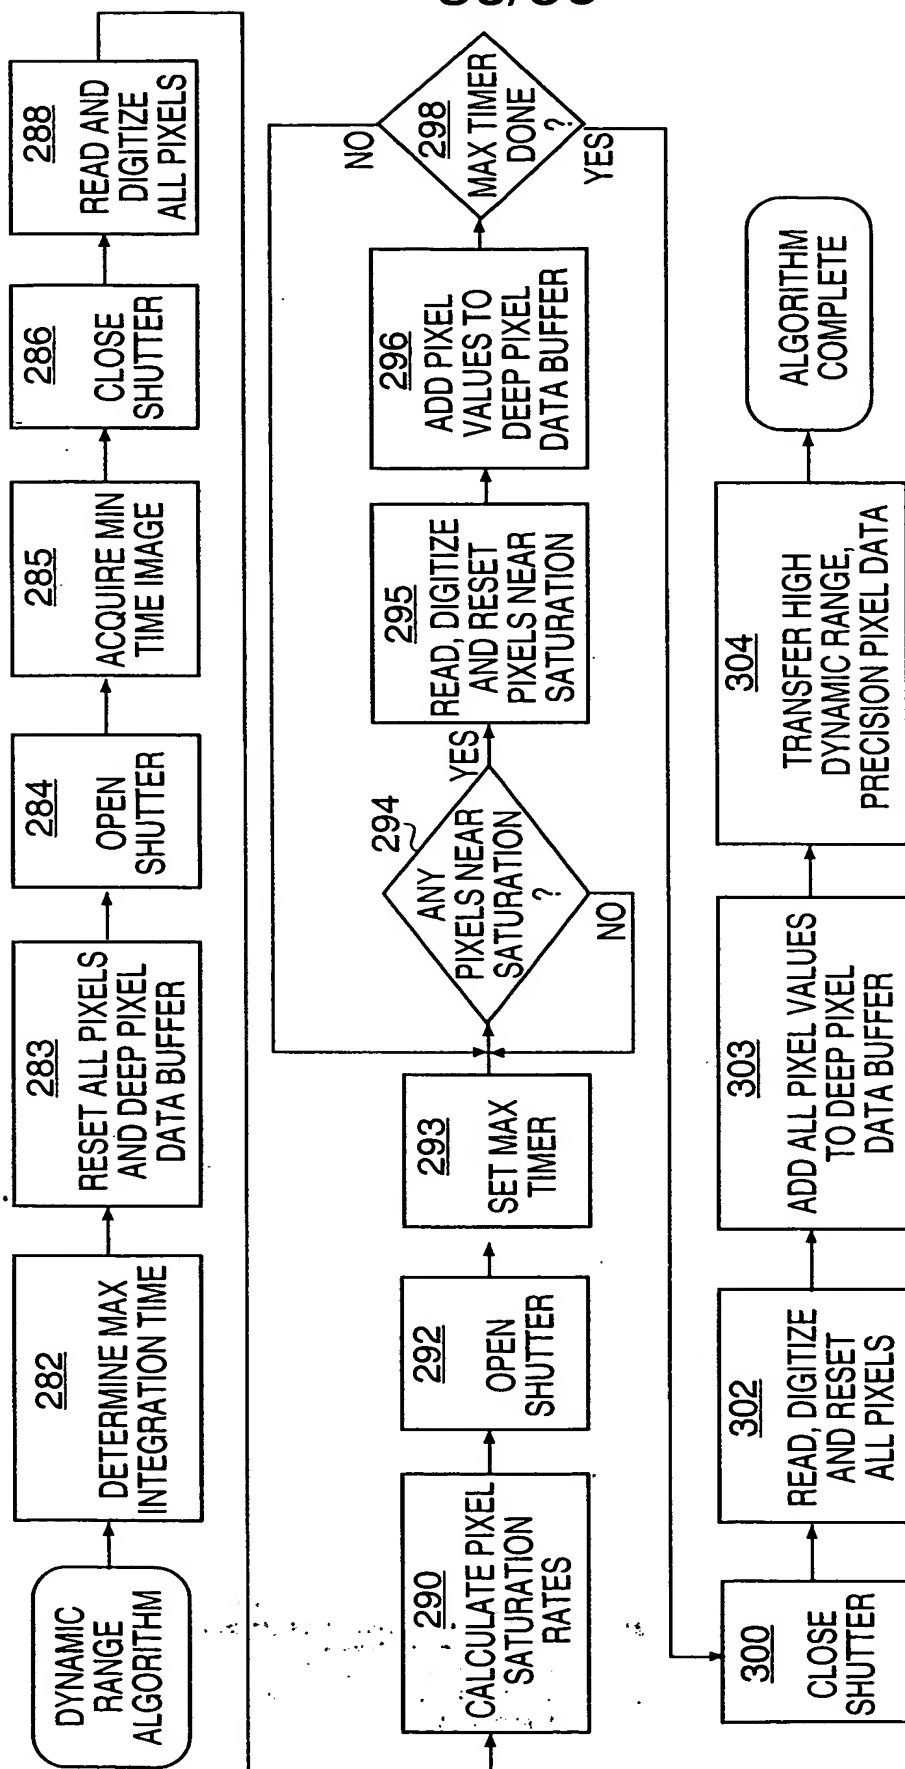 DYNAMIC
RANGE
ALGORITHM
282
DETERMINE MAX
INTEGRATION TIME
283
RESET ALL PIXELS
AND DEEP PIXEL
DATA BUFFER
284
OPEN
SHUTTER
285
ACQUIRE MIN
TIME IMAGE
286
CLOSE
SHUTTER
288
READ AND
DIGITIZE
ALL PIXELS
290
CALCULATE PIXEL
SATURATION
RATES
292
OPEN
SHUTTER
293
SET MAX
TIMER
294
ANY
PIXELS NEAR
SATURATION
?
NO
YES
295
READ, DIGITIZE
AND RESET
PIXELS NEAR
SATURATION
296
ADD PIXEL
VALUES TO
DEEP PIXEL
DATA BUFFER
298
MAX TIMER
DONE
?
NO
YES
300
CLOSE
SHUTTER
302
READ, DIGITIZE
AND RESET
ALL PIXELS
303
ADD ALL PIXEL VALUES
TO DEEP PIXEL
DATA BUFFER
304
TRANSFER HIGH
DYNAMIC RANGE,
PRECISION PIXEL DATA
ALGORITHM
COMPLETE